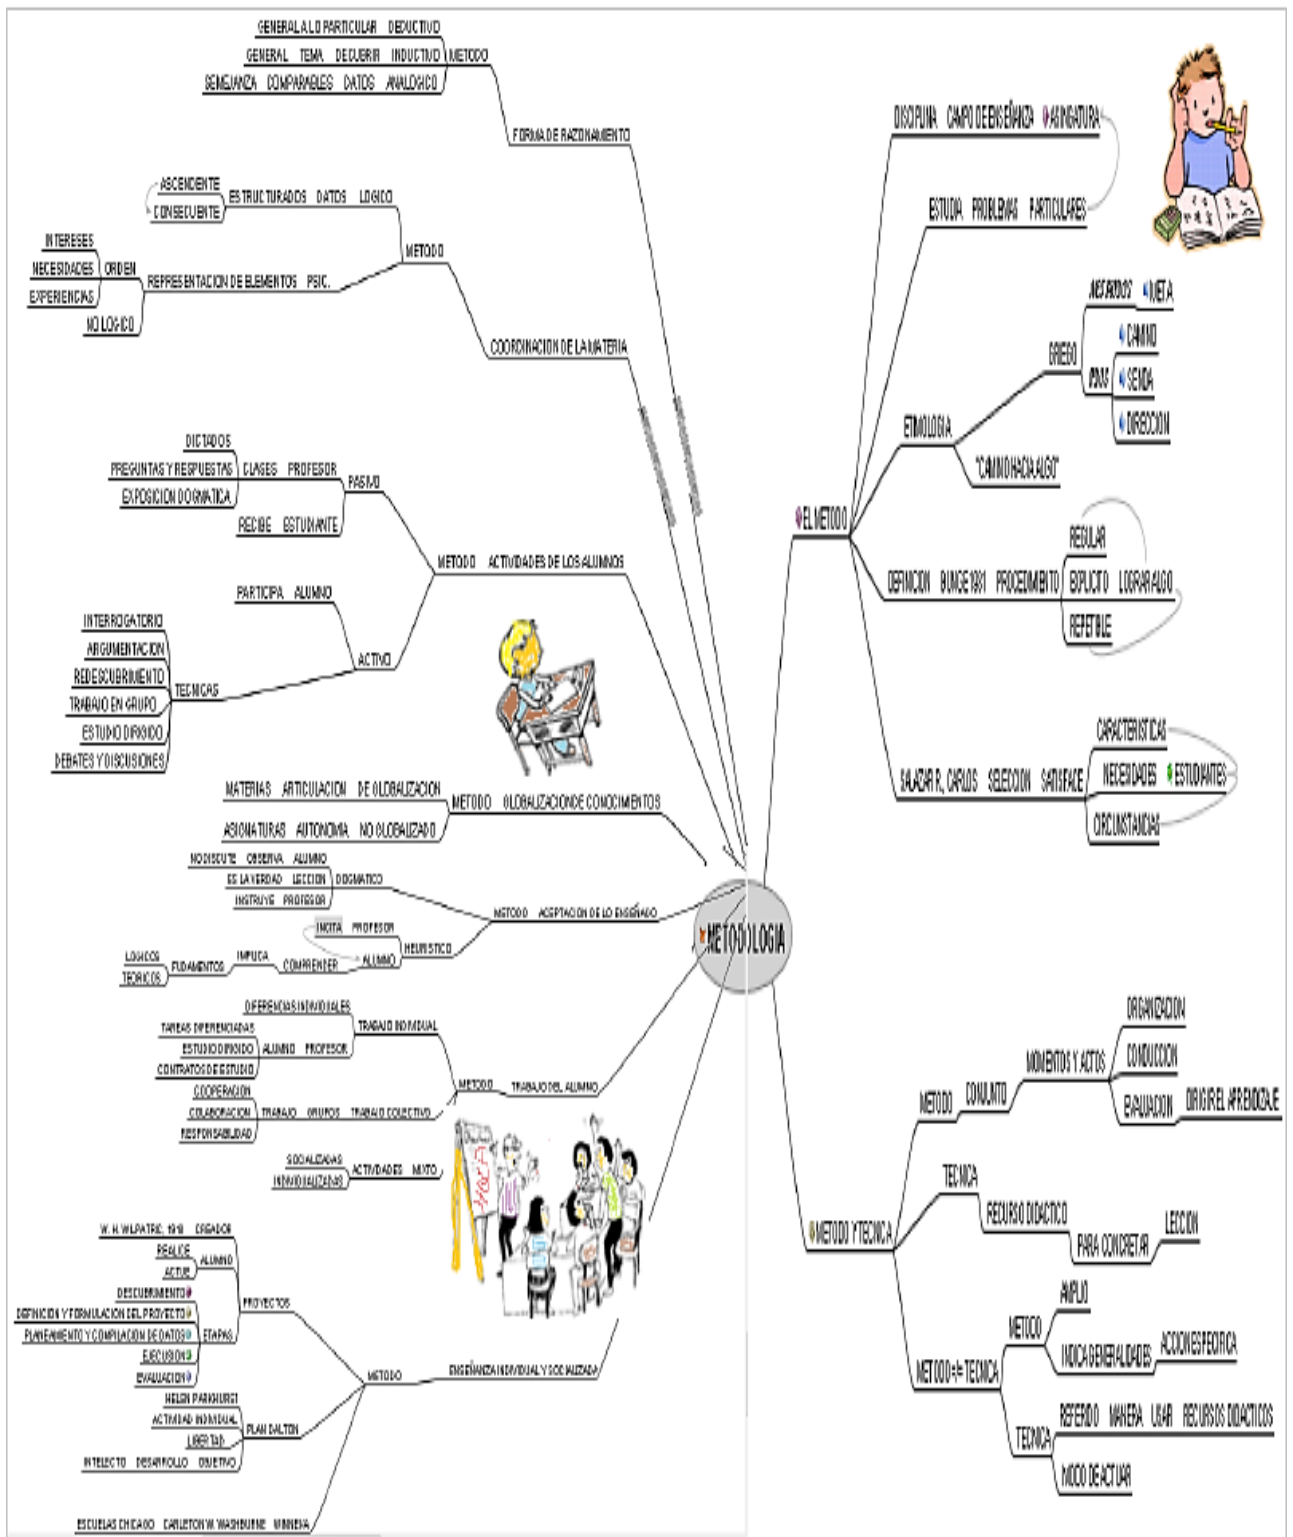 GENERAL A LO PARTICULAR DEDUCTIVO
GENERAL TEMA DECUBRIR INDUCTIVO
SEMEJANZA COMPARABLES DATOS ANALOGICO
METODO
FORMA DE RAZONAMIENTO
ASCENDENTE
CONSECUENTE
ESTRUCTURADOS DATOS LOGICO
METODO
INTERESES
NECESIDADES
EXPERIENCIAS
ORDEN
NO LOGICO
REPRESENTACION DE ELEMENTOS PSIC.
COORDINACION DE LA MATERIA
DICTADOS
PREGUNTAS Y RESPUESTAS
EXPOSICION DOGMATICA
CLASES PROFESOR
RECIBE ESTUDIANTE
PASIVO
METODO ACTIVIDADES DE LOS ALUMNOS
PARTICIPA ALUMNO
ACTIVO
INTERROGATORIO
ARGUMENTACION
REDESCUBRIMIENTO
TRABAJO EN GRUPO
ESTUDIO DIRIGIDO
DEBATES Y DISCUSIONES
TECNICAS
MATERIAS ARTICULACION DE GLOBALIZACION
ASIGNATURAS AUTONOMIA NO GLOBALIZADO
METODO GLOBALIZACION DE CONOCIMIENTOS
NO DISCUTE OBSERVA ALUMNO
ES LA VERDAD LECCION
INSTRUYE PROFESOR
DOGMATICO
METODO ACEPTACION DE LO ENSEÑADO
INCITA PROFESOR
HEURISTICO
ALUMNO
COMPRENDER
IMPLICA
FUDAMENTOS
LOGICOS
TEORICOS
DIFERENCIAS INDIVIDUALES
TAREAS DIFERENCIADAS
ESTUDIO DIRIGIDO
CONTRATOS DE ESTUDIO
ALUMNO PROFESOR
TRABAJO INDIVIDUAL
COOPERACION
COLABORACION
RESPONSABILIDAD
TRABAJO GRUPOS TRABAJO COLECTIVO
METODO TRABAJO DEL ALUMNO
SOCIALIZADAS
INDIVIDUALIZADAS
ACTIVIDADES MIXTO
W. H. WILPATRIC, 1918 CREADOR
REALICE
ACTUE
ALUMNO
DESCUBRIMIENTO
DEFINICION Y FORMULACION DEL PROYECTO
PLANEAMIENTO Y COMPILACION DE DATOS
EJECUSION
EVALUACION
ETAPAS
PROYECTOS
METODO
ENSEÑANZA INDIVIDUAL Y SOCIALIZADA
HELEN PARKHURST
ACTIVIDAD INDIVIDUAL
LIBERTAD
INTELECTO DESARROLLO OBJETIVO
PLAN DALTON
ESCUELAS CHICAGO CARLETON W. WASHBURNE WINNEKA
METODOLOGIA
DISCIPLINA CAMPO DE ENSEÑANZA ASINGATURA
ESTUDIA PROBLEMAS PARTICULARES
META
GRIEGO
CAMINO
SENDA
DIRECCION
ETIMOLOGIA
"CAMINO HACIA ALGO"
EL METODO
DEFINICION BUNGE 1981 PROCEDIMIENTO
REGULAR
EXPLICITO LOGRAR ALGO
REPETIBLE
SALAZAR R., CARLOS SELECCION SATISFACE
CARACTERISTICAS
NECESIDADES ESTUDIANTES
CIRCUNSTANCIAS
METODO Y TECNICA
METODO CONJUNTO MOMENTOS Y ACTOS
ORGANIZACION
CONDUCCION
EVALUACION DIRIGIR EL APRENDIZAJE
TECNICA
RECURSO DIDACTICO
PARA CONCRETAR
LECCION
METODO =/= TECNICA
METODO
AMPLIO
INDICA GENERALIDADES
ACCION ESPECIFICA
TECNICA
REFERIDO MANERA USAR RECURSOS DIDACTICOS
MODO DE ACTUAR